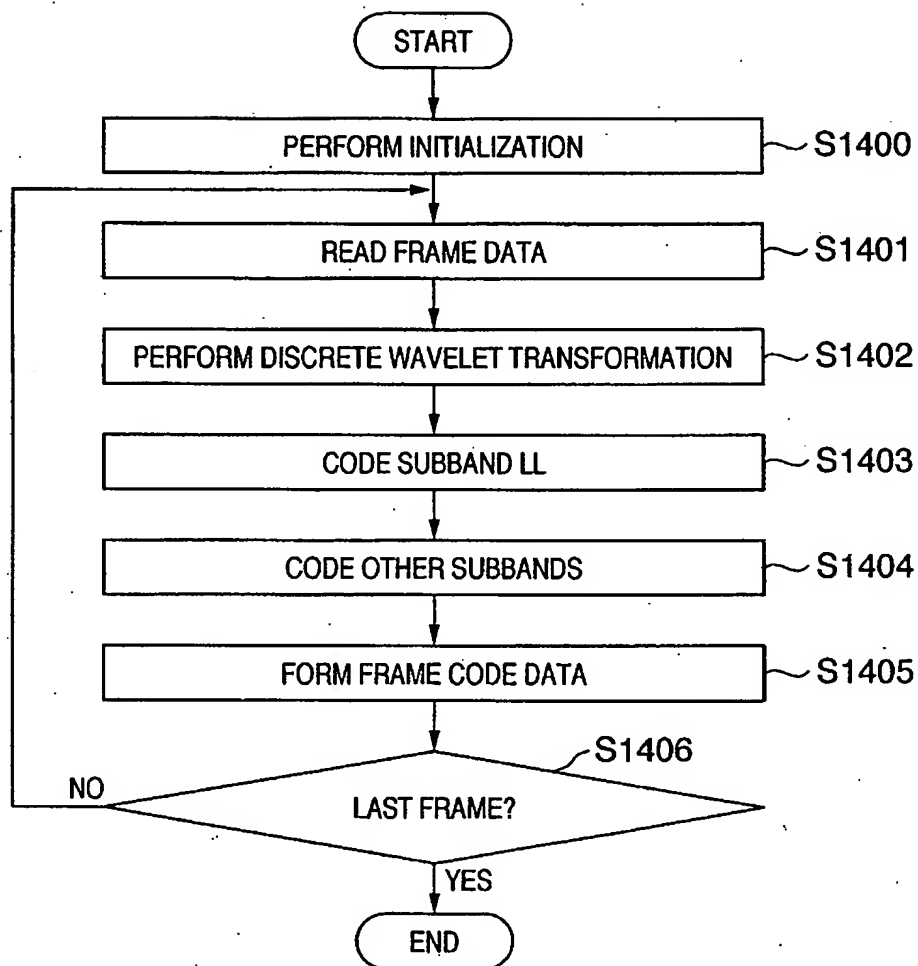 START
PERFORM INITIALIZATION
S1400
READ FRAME DATA
S1401
PERFORM DISCRETE WAVELET TRANSFORMATION
S1402
CODE SUBBAND LL
S1403
CODE OTHER SUBBANDS
S1404
FORM FRAME CODE DATA
S1405
S1406
NO
LAST FRAME?
YES
END